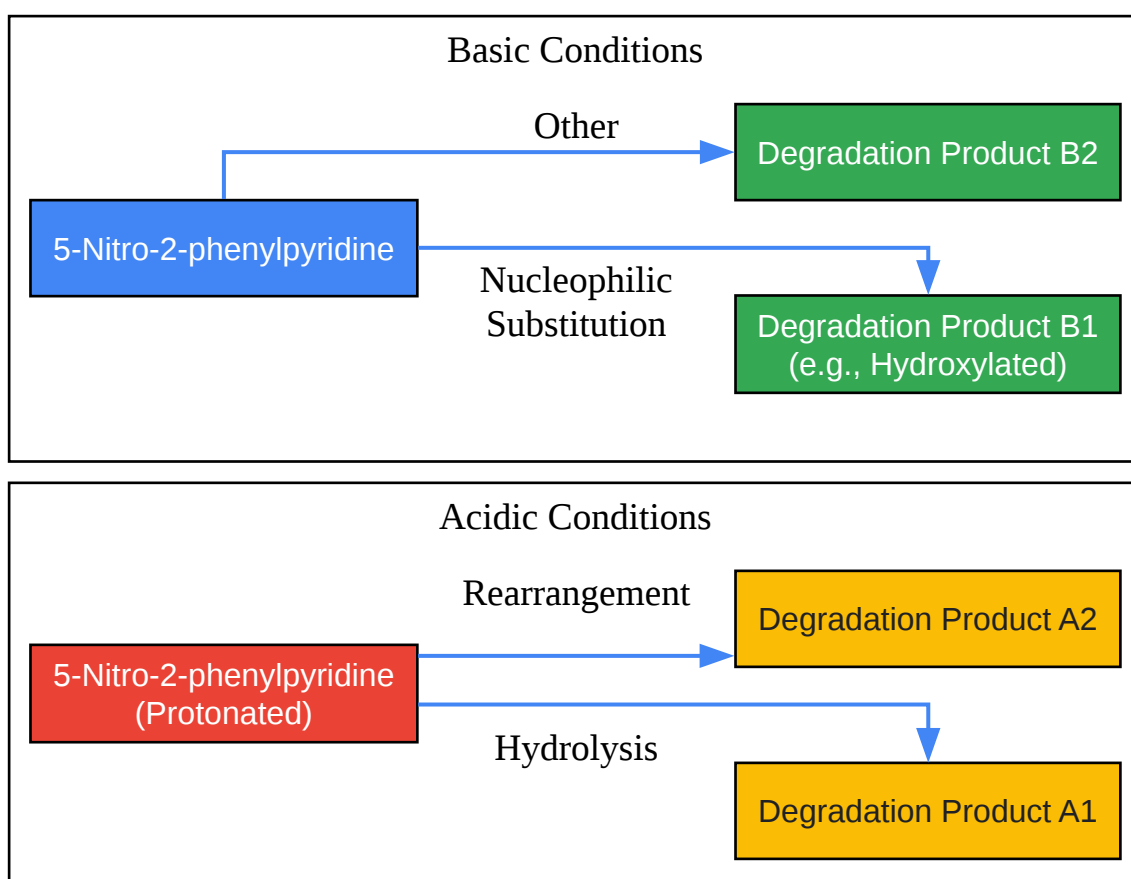 Basic Conditions
Other
Degradation Product B2
5-Nitro-2-phenylpyridine
Nucleophilic
Substitution
Degradation Product B1
(e.g., Hydroxylated)
Acidic Conditions
Rearrangement
Degradation Product A2
5-Nitro-2-phenylpyridine
(Protonated)
Hydrolysis
Degradation Product A1